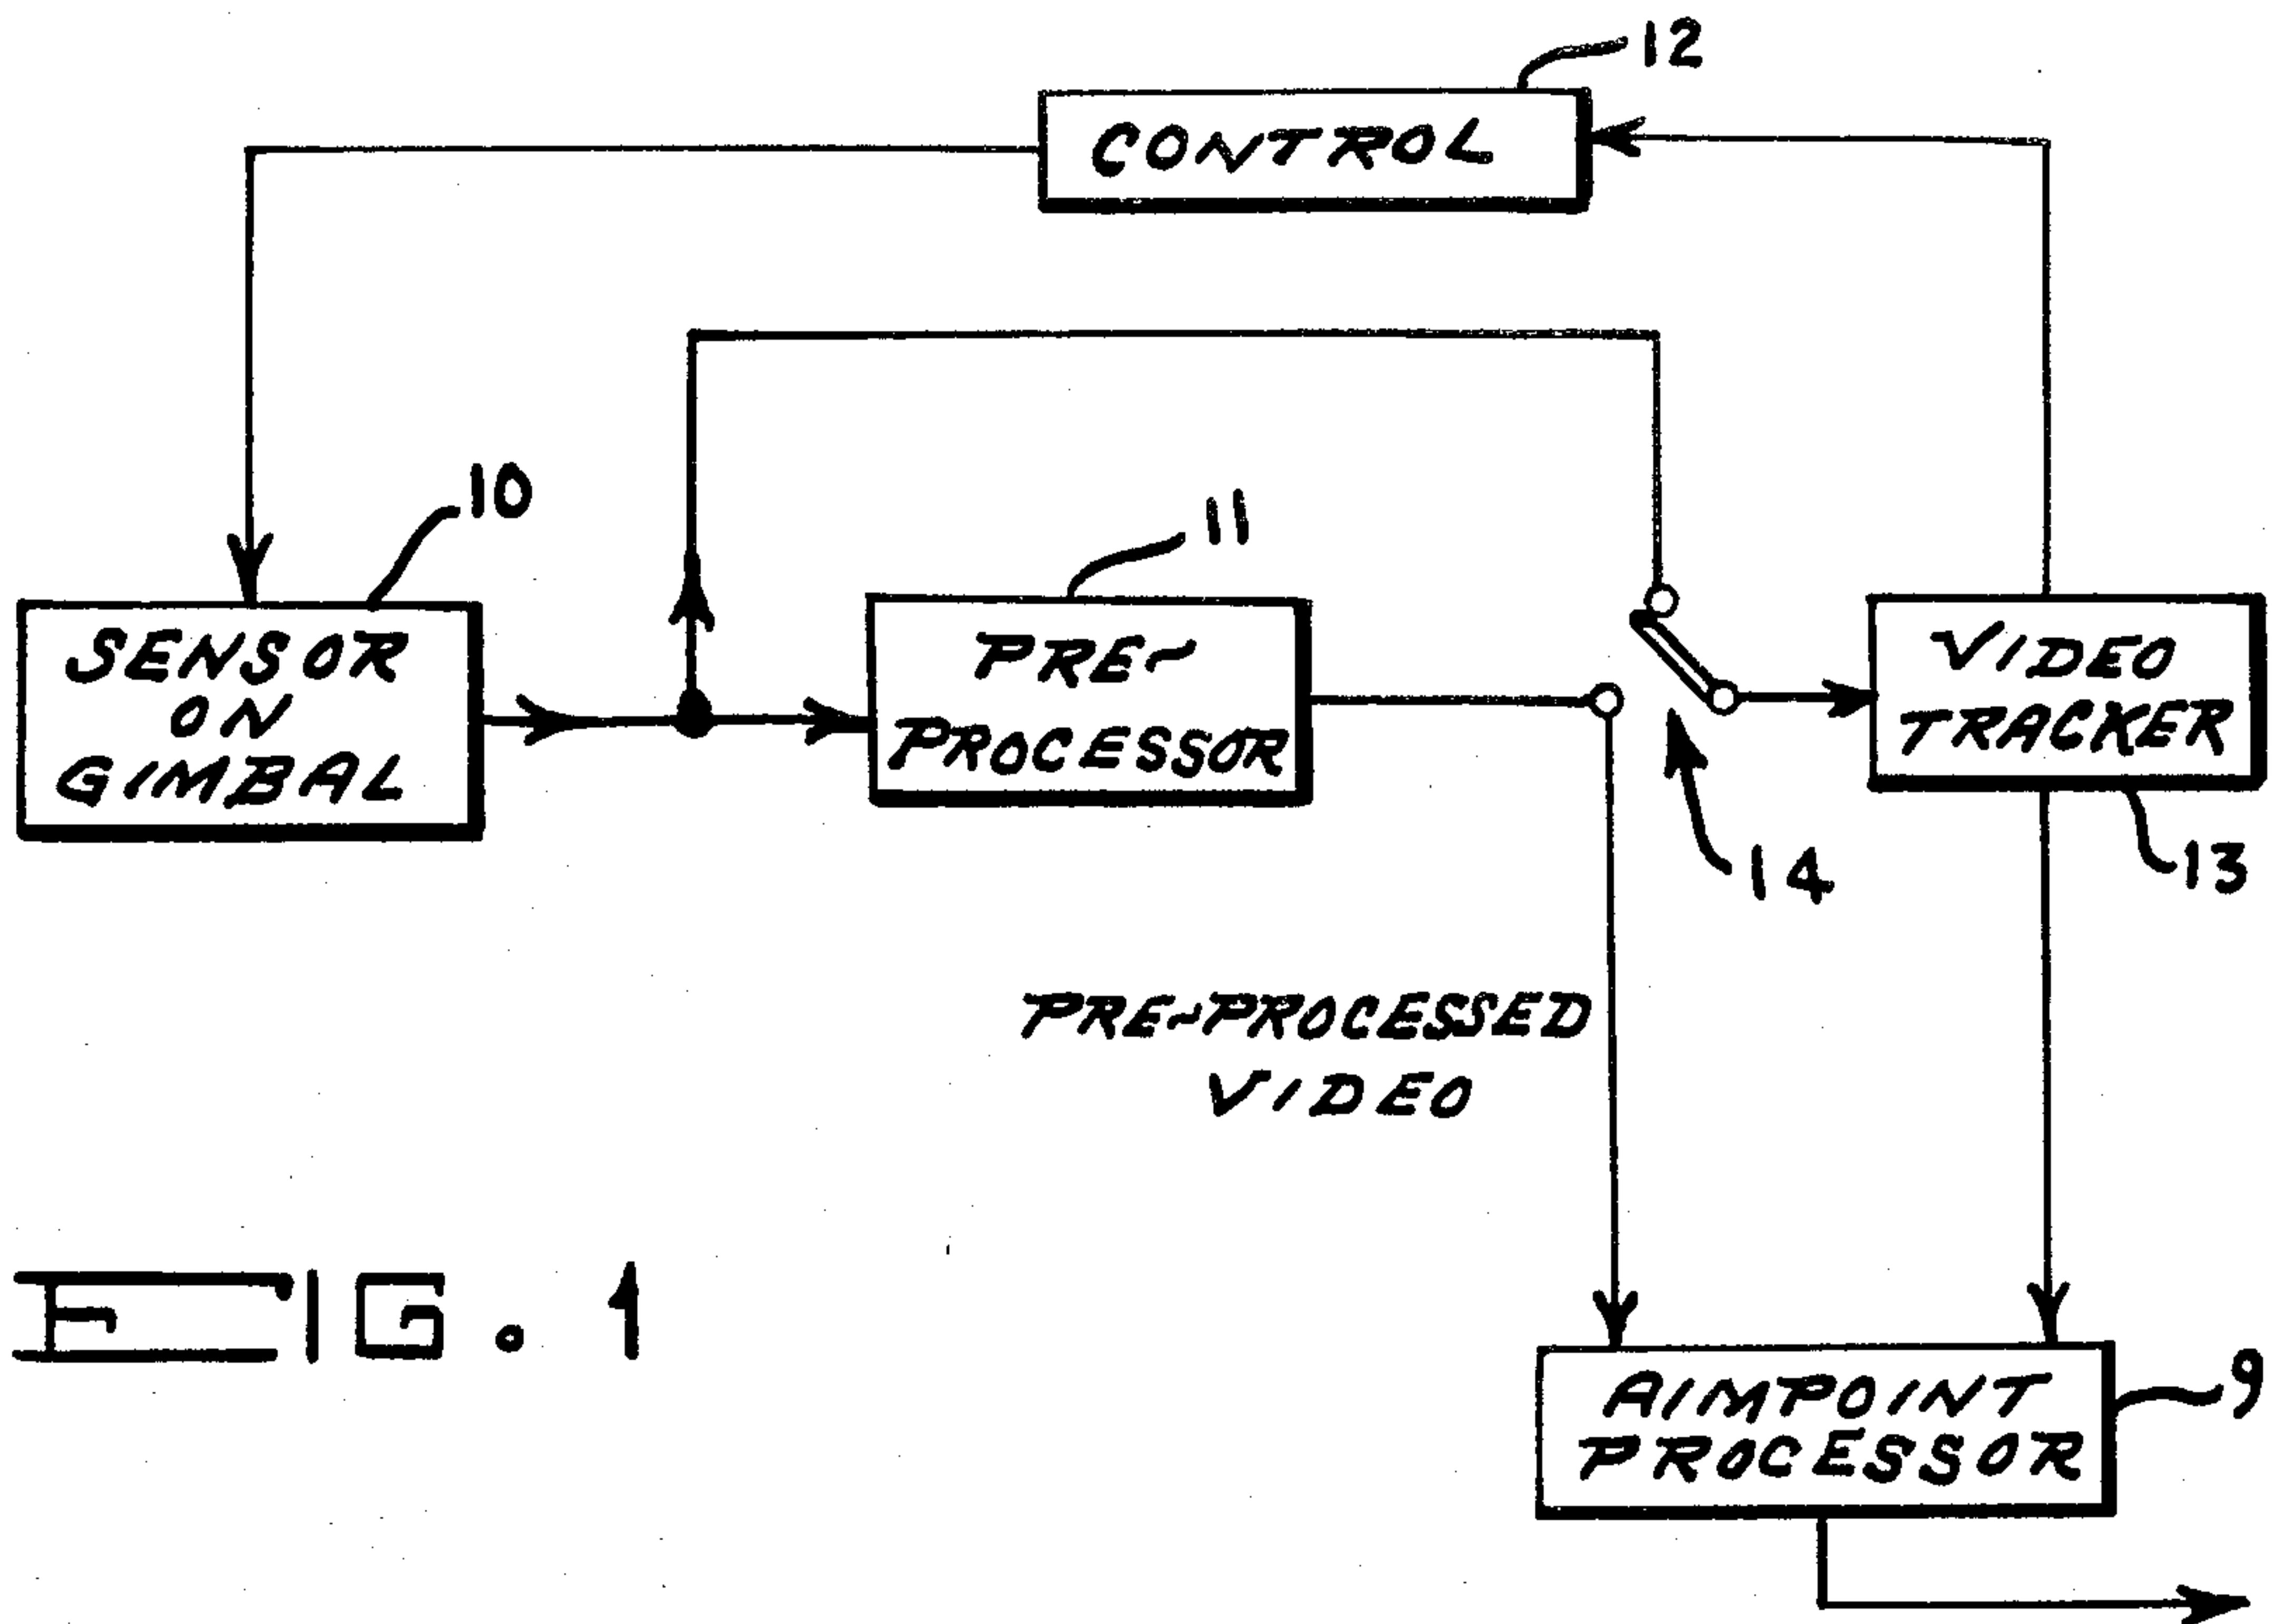 12
CONTROL
10
11
SENSOR
ON
GIMBAL
PRE-
PROCESSOR
VIDEO
TRACKER
14
13
PRE-PROCESSED
VIDEO
FIG. 1
AIMPOINT
PROCESSOR
9